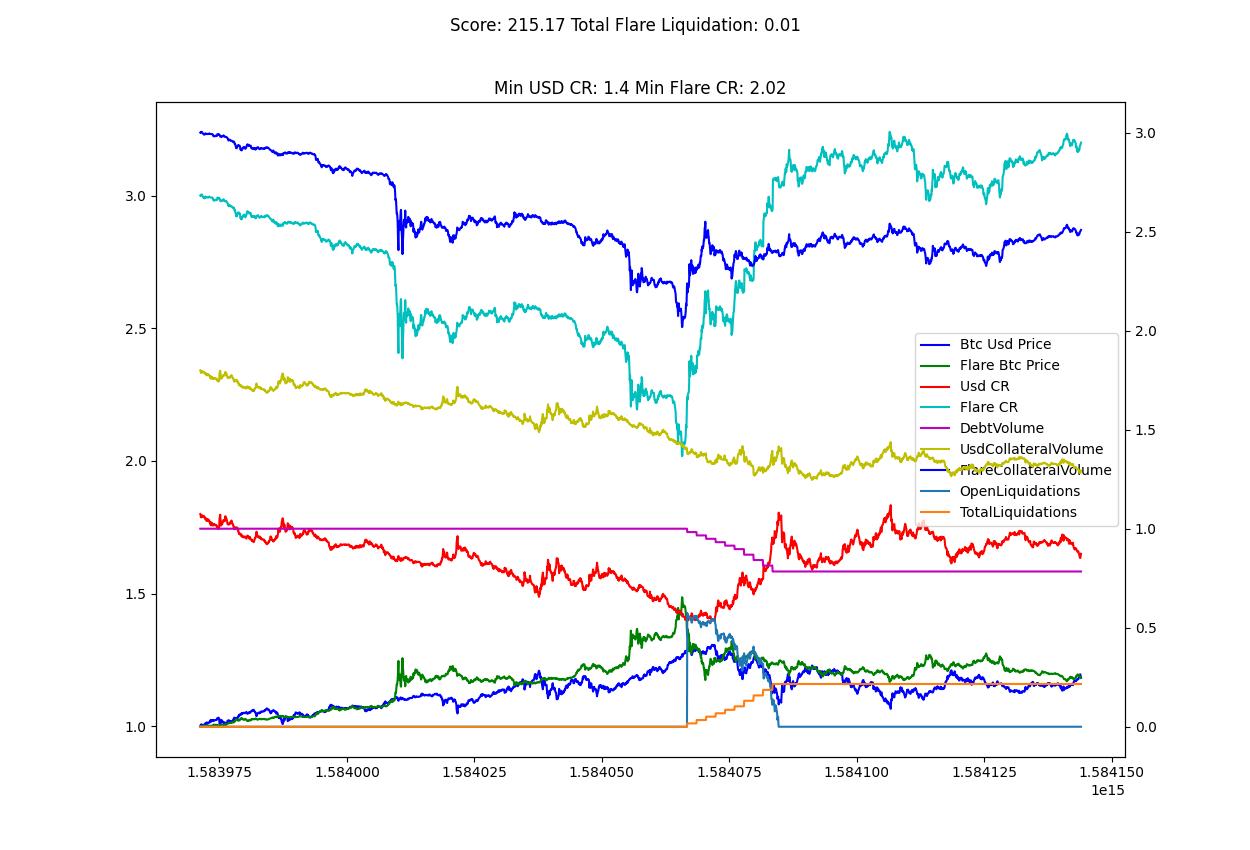 Score: 215.17 Total Flare Liquidation: 0.01
Min USD CR: 1.4 Min Flare CR: 2.02
3.0
2.5
2.0
1.5
1.0
3.0
2.5
2.0
1.5
1.0
0.5
0.0
Btc Usd Price
Flare Btc Price
Usd CR
Flare CR
DebtVolume
UsdCollateralVolume
FlareCollateralVolume
OpenLiquidations
TotalLiquidations
1.583975 1.584000 1.584025 1.584050 1.584075 1.584100 1.584125 1.584150
1e15